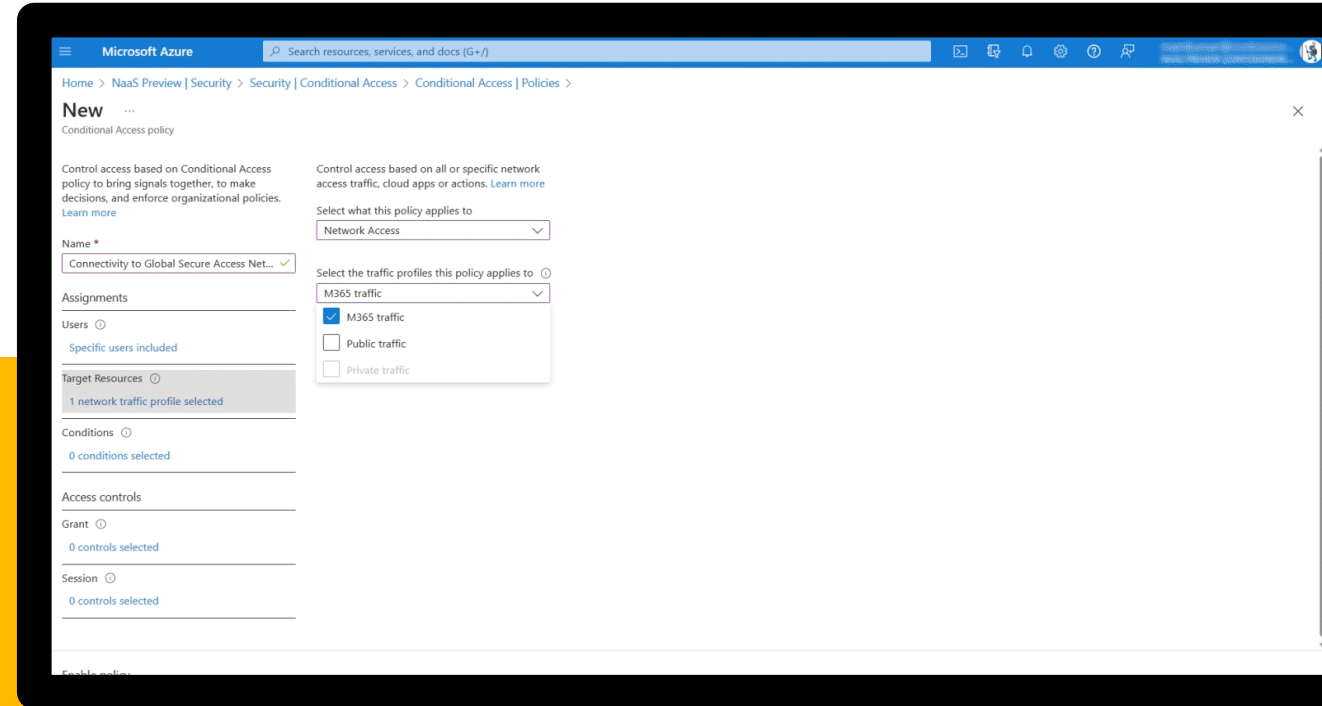 Microsoft Azure
Search resources, services, and docs (G+/)
Home > NaaS Preview | Security > Security | Conditional Access > Conditional Access | Policies >
New ...
Conditional Access policy
Control access based on Conditional Access
policy to bring signals together, to make
decisions, and enforce organizational policies.
Learn more
Name *
Connectivity to Global Secure Access Net...
Assignments
Users
Specific users included
Target Resources
1 network traffic profile selected
Conditions
0 conditions selected
Access controls
Grant
0 controls selected
Session
0 controls selected
Enable policy
Control access based on all or specific network
access traffic, cloud apps or actions. Learn more
Select what this policy applies to
Network Access
Select the traffic profiles this policy applies to
M365 traffic
M365 traffic
Public traffic
Private traffic